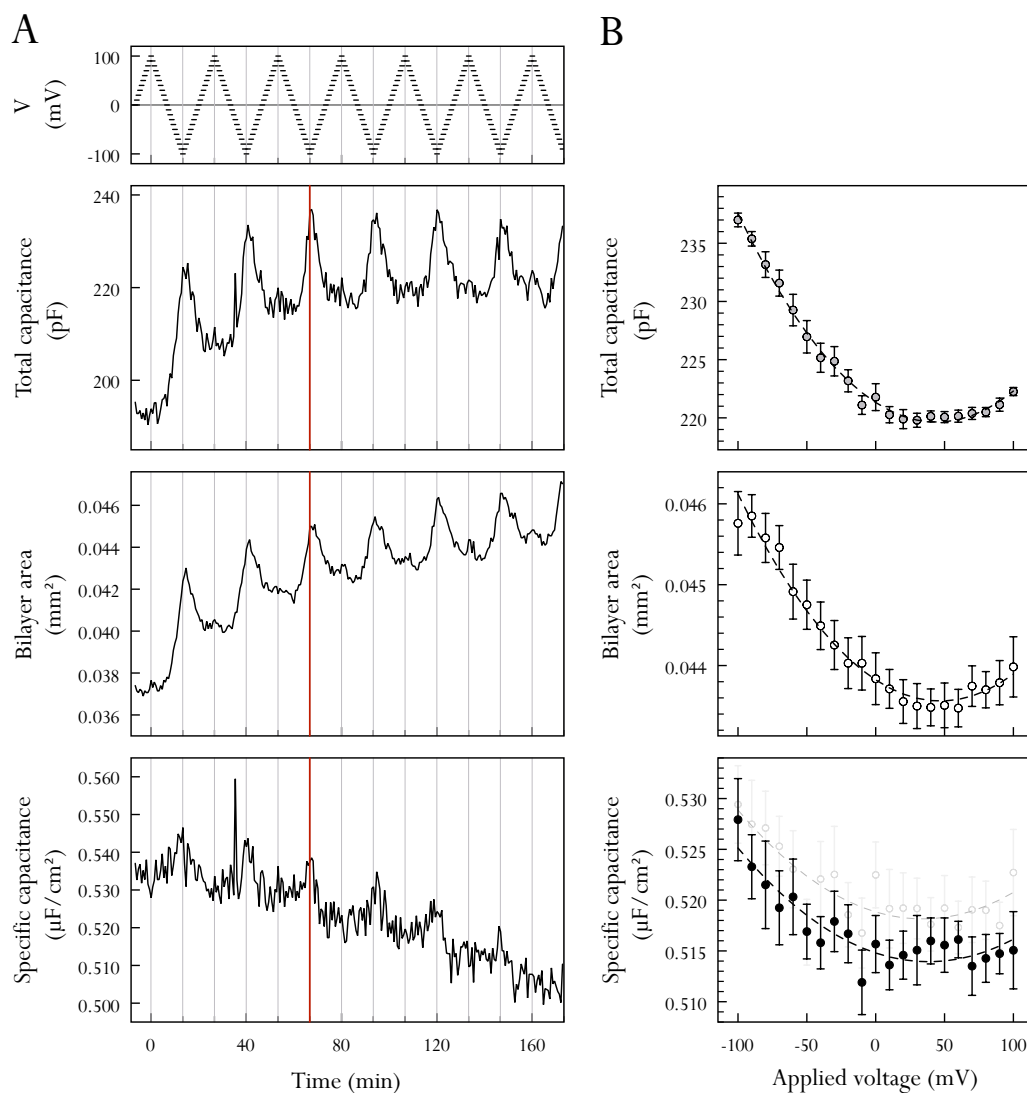 A
B
V
(mV)
100
0
-100
Total capacitance
(pF)
240
220
200
Total capacitance
(pF)
235
230
225
220
Bilayer area
(mm²)
0.046
0.044
0.042
0.040
0.038
0.036
Bilayer area
(mm²)
0.046
0.045
0.044
Specific capacitance
(μF/cm²)
0.560
0.550
0.540
0.530
0.520
0.510
0.500
Specific capacitance
(μF/cm²)
0.530
0.525
0.520
0.515
0.510
0 40 80 120 160
Time (min)
-100 -50 0 50 100
Applied voltage (mV)